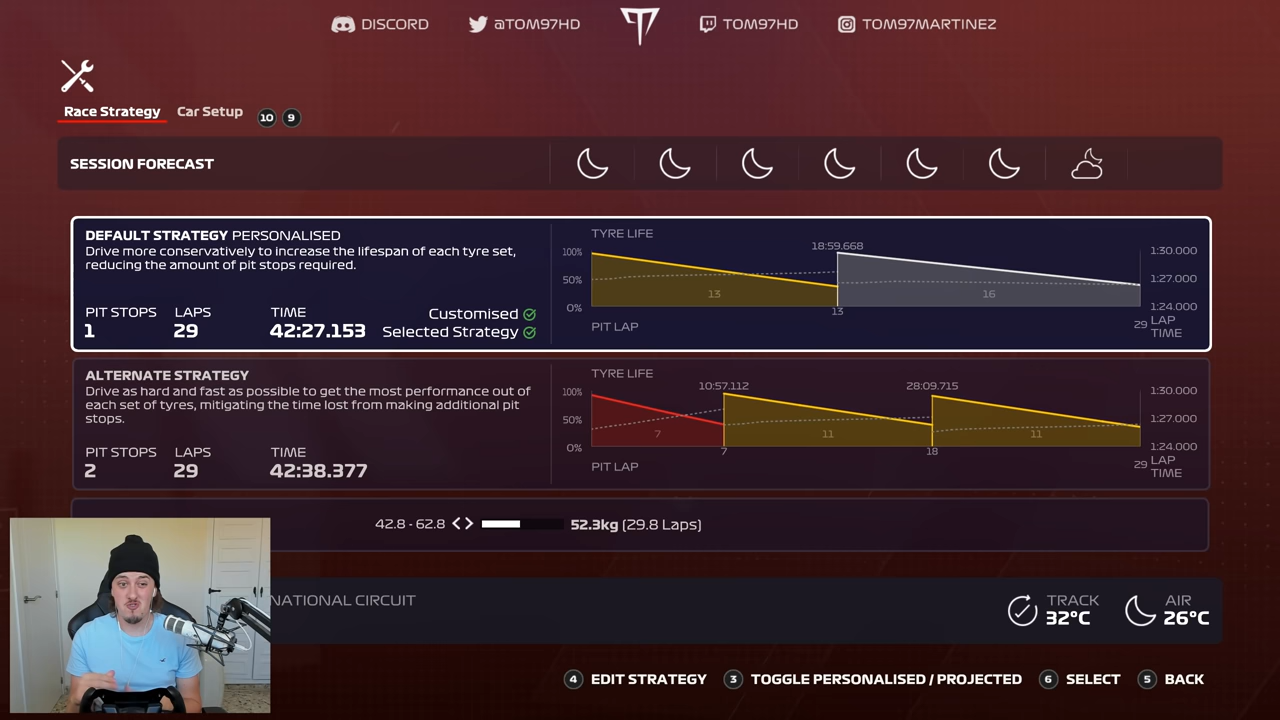 DISCORD
@TOM97HD
TOM97HD
TOM97MARTINEZ
Race Strategy
Car Setup
10
9
SESSION FORECAST
DEFAULT STRATEGY PERSONALISED
Drive more conservatively to increase the lifespan of each tyre set,
reducing the amount of pit stops required.
PIT STOPS
1
LAPS
29
TIME
42:27.153
Customised
Selected Strategy
TYRE LIFE
100%
50%
0%
18:59.668
13
16
13
29
PIT LAP
1:30.000
1:27.000
1:24.000
LAP
TIME
ALTERNATE STRATEGY
Drive as hard and fast as possible to get the most performance out of
each set of tyres, mitigating the time lost from making additional pit
stops.
PIT STOPS
2
LAPS
29
TIME
42:38.377
TYRE LIFE
100%
50%
0%
10:57.112
28:09.715
7
11
11
7
18
29
PIT LAP
1:30.000
1:27.000
1:24.000
LAP
TIME
42.8 - 62.8
52.3kg (29.8 Laps)
NATIONAL CIRCUIT
TRACK
32°C
AIR
26°C
4 EDIT STRATEGY
3 TOGGLE PERSONALISED / PROJECTED
6 SELECT
5 BACK